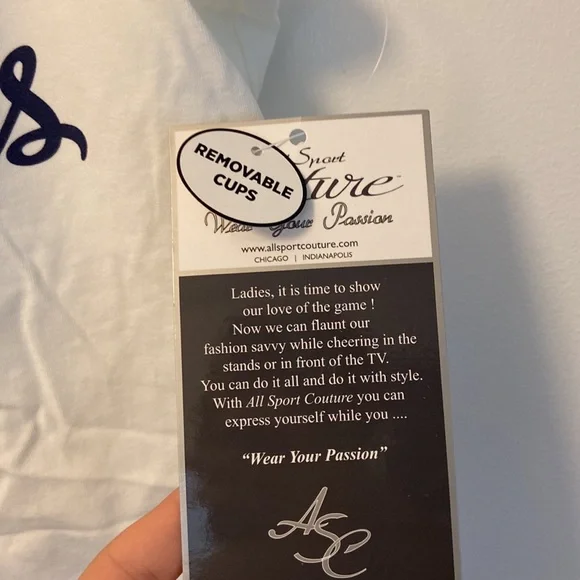 s
REMOVABLE
CUPS
Sport
ture™
Wear Your Passion
www.allsportcouture.com
CHICAGO | INDIANAPOLIS
Ladies, it is time to show
our love of the game !
Now we can flaunt our
fashion savvy while cheering in the
stands or in front of the TV.
You can do it all and do it with style.
With All Sport Couture you can
express yourself while you ....
“Wear Your Passion”
ASC